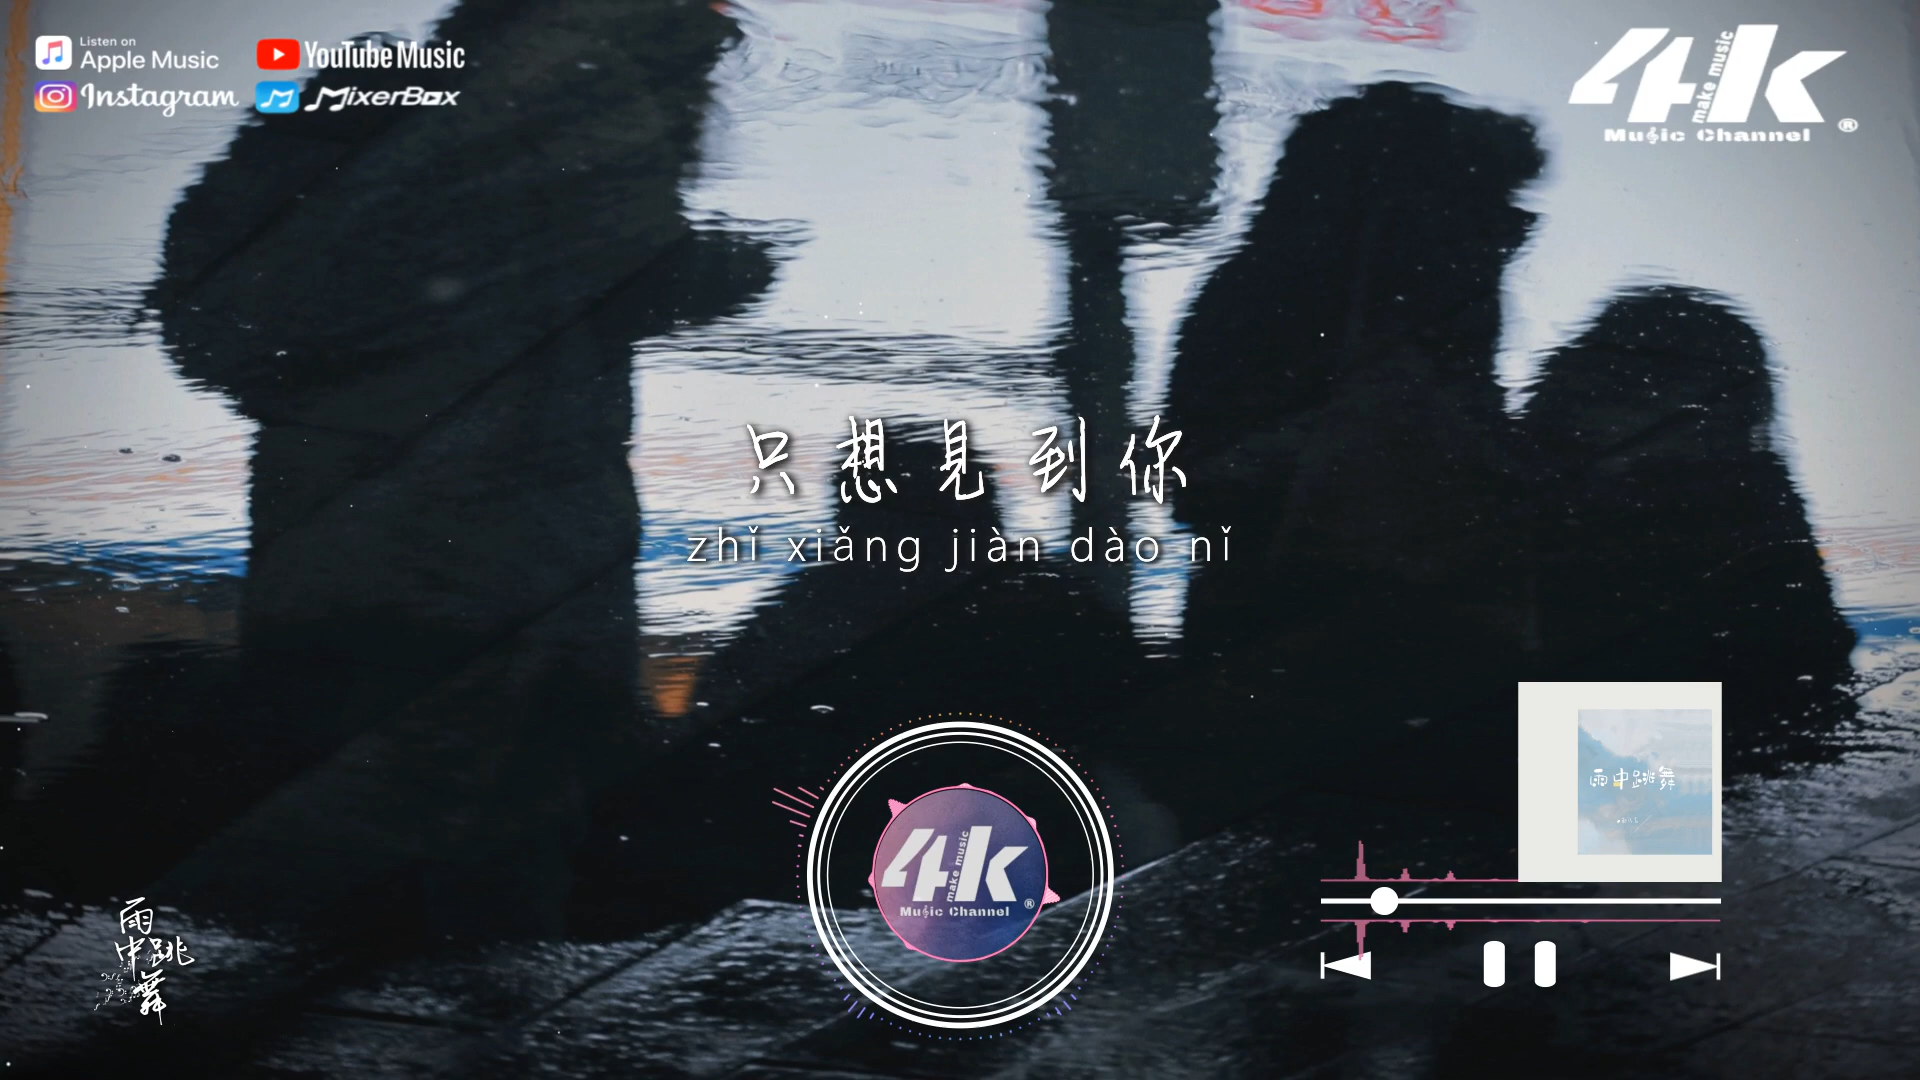 Listen on
Apple Music
YouTube Music
Instagram
MixerBox
4k
make music
Music Channel
®
只想見到你
zhǐ xiǎng jiàn dào nǐ
雨中跳舞
4k
make music
Music Channel
®
雨
中跳
舞